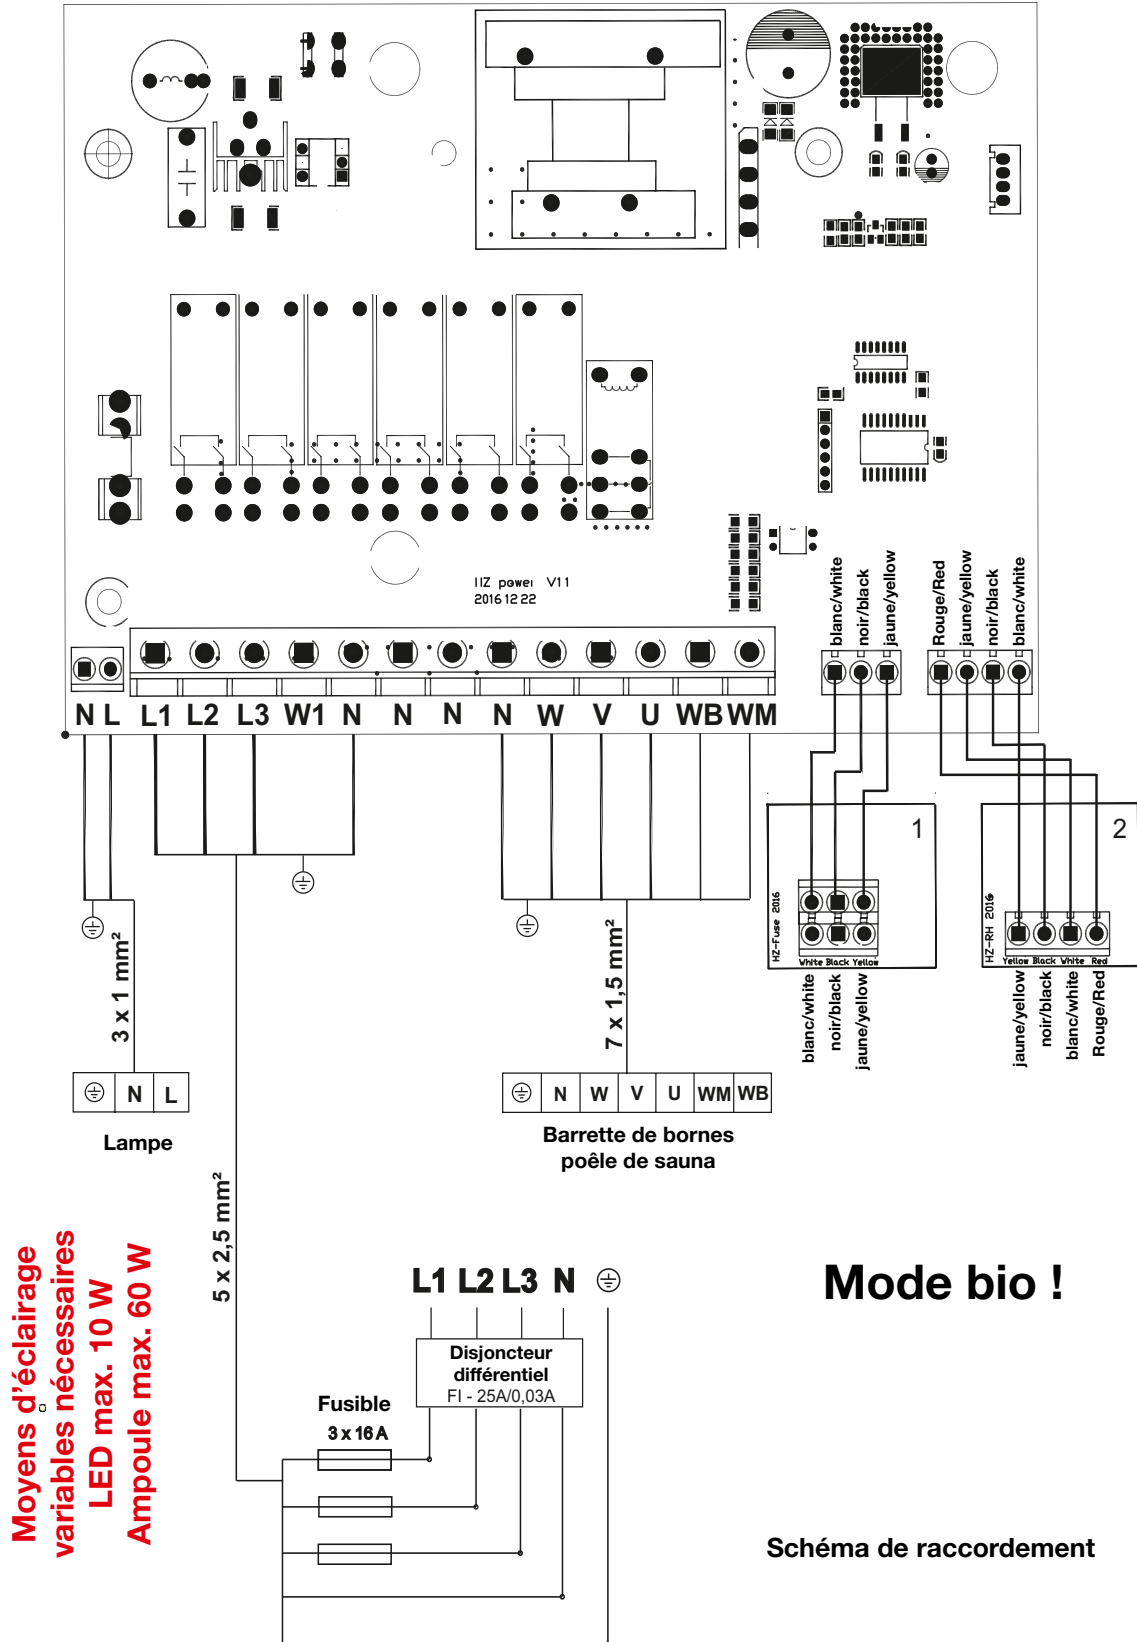 IIZ power V11
2016 12 22
blanc/white
noir/black
jaune/yellow
Rouge/Red
jaune/yellow
noir/black
blanc/white
N L L1 L2 L3 W1 N N N N W V U WB WM
1
2
HZ-Fuse 2016
White Black Yellow
HZ-RH 2016
Yellow Black White Red
blanc/white
noir/black
jaune/yellow
jaune/yellow
noir/black
blanc/white
Rouge/Red
3 x 1 mm²
7 x 1,5 mm²
N L
Lampe
N W V U WM WB
Barrette de bornes
poêle de sauna
5 x 2,5 mm²
Moyens d'éclairage
variables nécessaires
LED max. 10 W
Ampoule max. 60 W
L1 L2 L3 N
Mode bio !
Disjoncteur
différentiel
FI - 25A/0,03A
Fusible
3 x 16 A
Schéma de raccordement